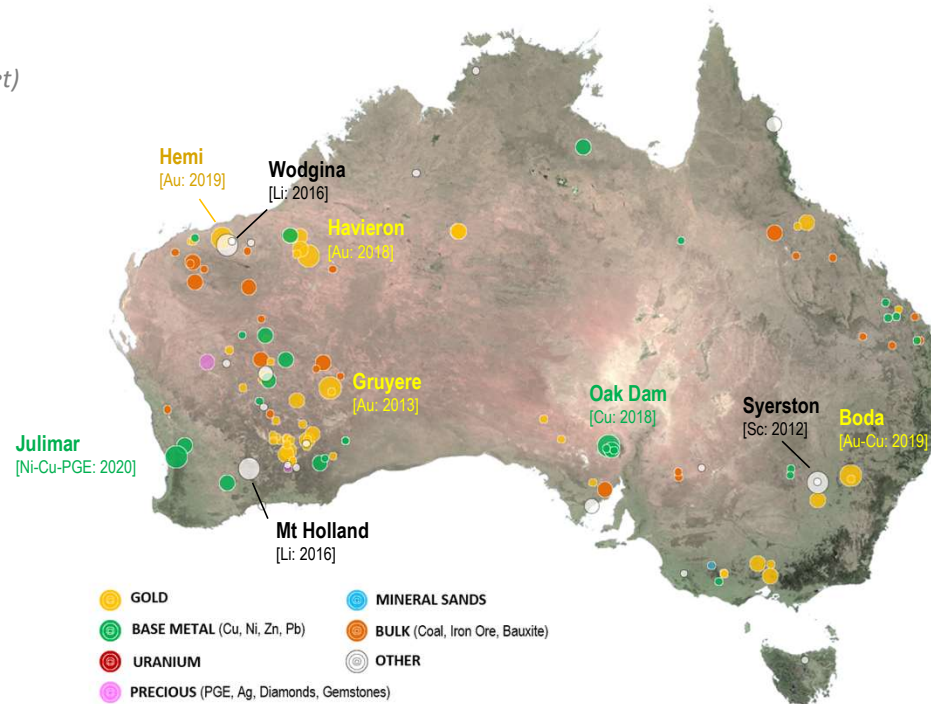 t)
Hemi
[Au: 2019]
Wodgina
[Li: 2016]
Havieron
[Au: 2018]
Gruyere
[Au: 2013]
Oak Dam
[Cu: 2018]
Syerston
[Sc: 2012]
Boda
[Au-Cu: 2019]
Julimar
[Ni-Cu-PGE: 2020]
Mt Holland
[Li: 2016]
GOLD
MINERAL SANDS
BASE METAL (Cu, Ni, Zn, Pb)
BULK (Coal, Iron Ore, Bauxite)
URANIUM
OTHER
PRECIOUS (PGE, Ag, Diamonds, Gemstones)